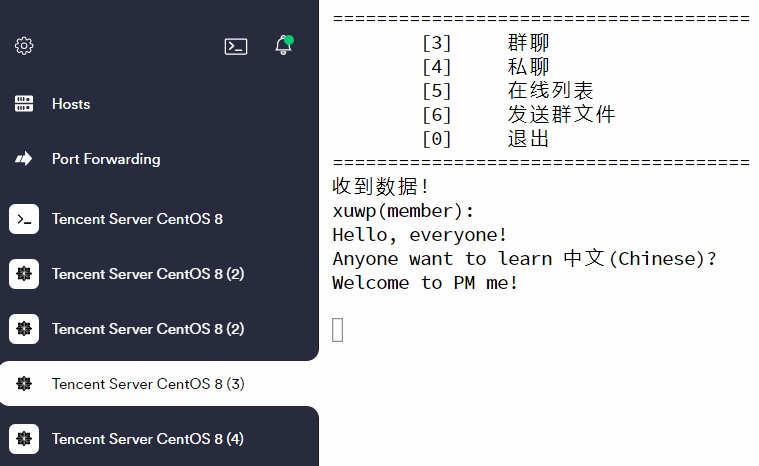 Hosts
Port Forwarding
Tencent Server CentOS 8
Tencent Server CentOS 8 (2)
Tencent Server CentOS 8 (2)
Tencent Server CentOS 8 (3)
Tencent Server CentOS 8 (4)
======================================
[3] 群聊
[4] 私聊
[5] 在线列表
[6] 发送群文件
[0] 退出
======================================
收到数据!
xuwp(member):
Hello, everyone!
Anyone want to learn 中文(Chinese)?
Welcome to PM me!